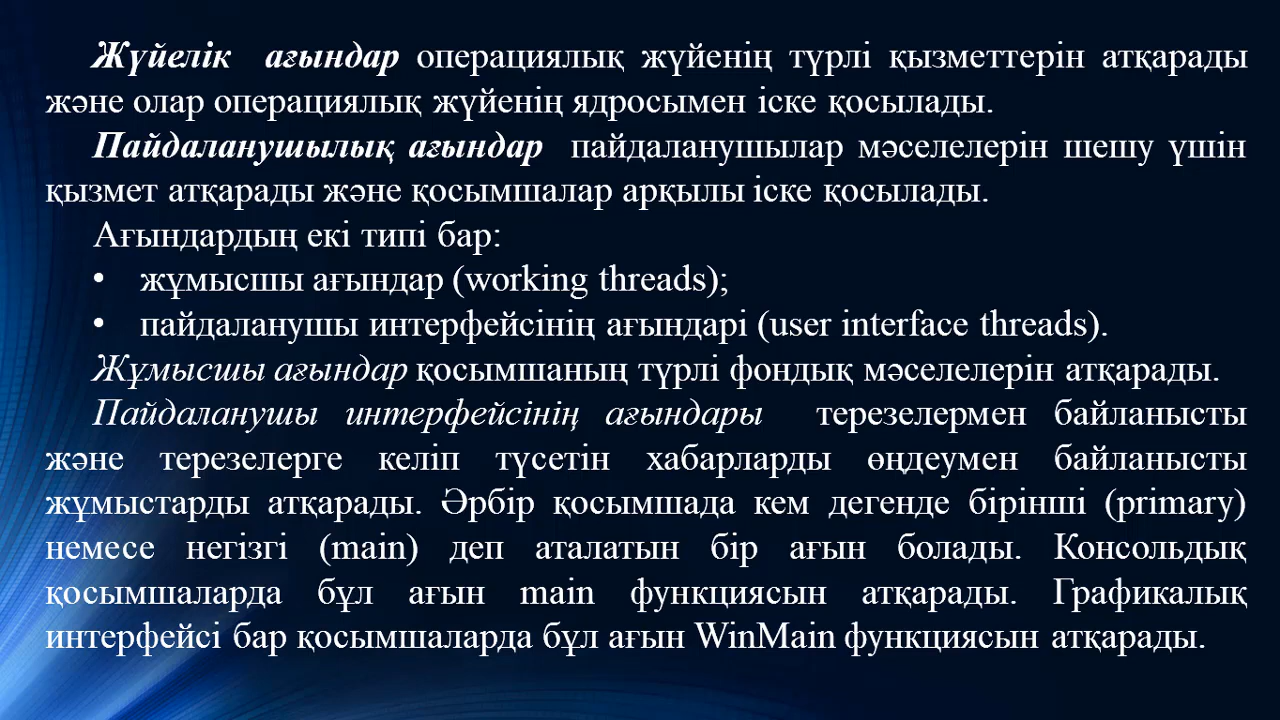 Жүйелік ағындар операциялық жүйенің түрлі қызметтерін атқарады
және олар операциялық жүйенің ядросымен іске қосылады.
Пайдаланушылық ағындар пайдаланушылар мәселелерін шешу үшін
қызмет атқарады және қосымшалар арқылы іске қосылады.
Ағындардың екі типі бар:
• жұмысшы ағындар (working threads);
• пайдаланушы интерфейсінің ағындарі (user interface threads).
Жұмысшы ағындар қосымшаның түрлі фондық мәселелерін атқарады.
Пайдаланушы интерфейсінің ағындары терезелермен байланысты
және терезелерге келіп түсетін хабарларды өңдеумен байланысты
жұмыстарды атқарады. Әрбір қосымшада кем дегенде бірінші (primary)
немесе негізгі (main) деп аталатын бір ағын болады. Консольдық
қосымшаларда бұл ағын main функциясын атқарады. Графикалық
интерфейсі бар қосымшаларда бұл ағын WinMain функциясын атқарады.